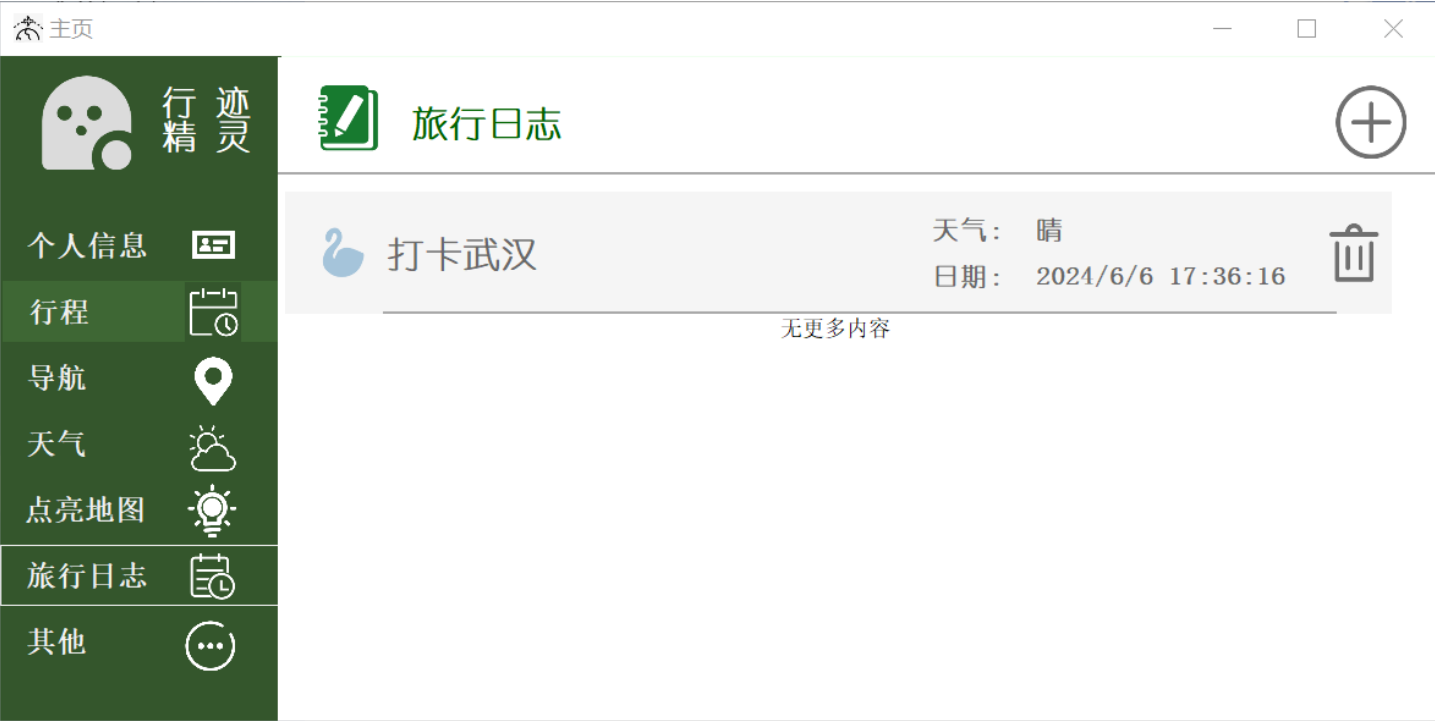 主页
行 迹
精 灵
旅行日志
个人信息
行程
导航
天气
点亮地图
旅行日志
其他
打卡武汉
天气: 晴
日期: 2024/6/6 17:36:16
无更多内容